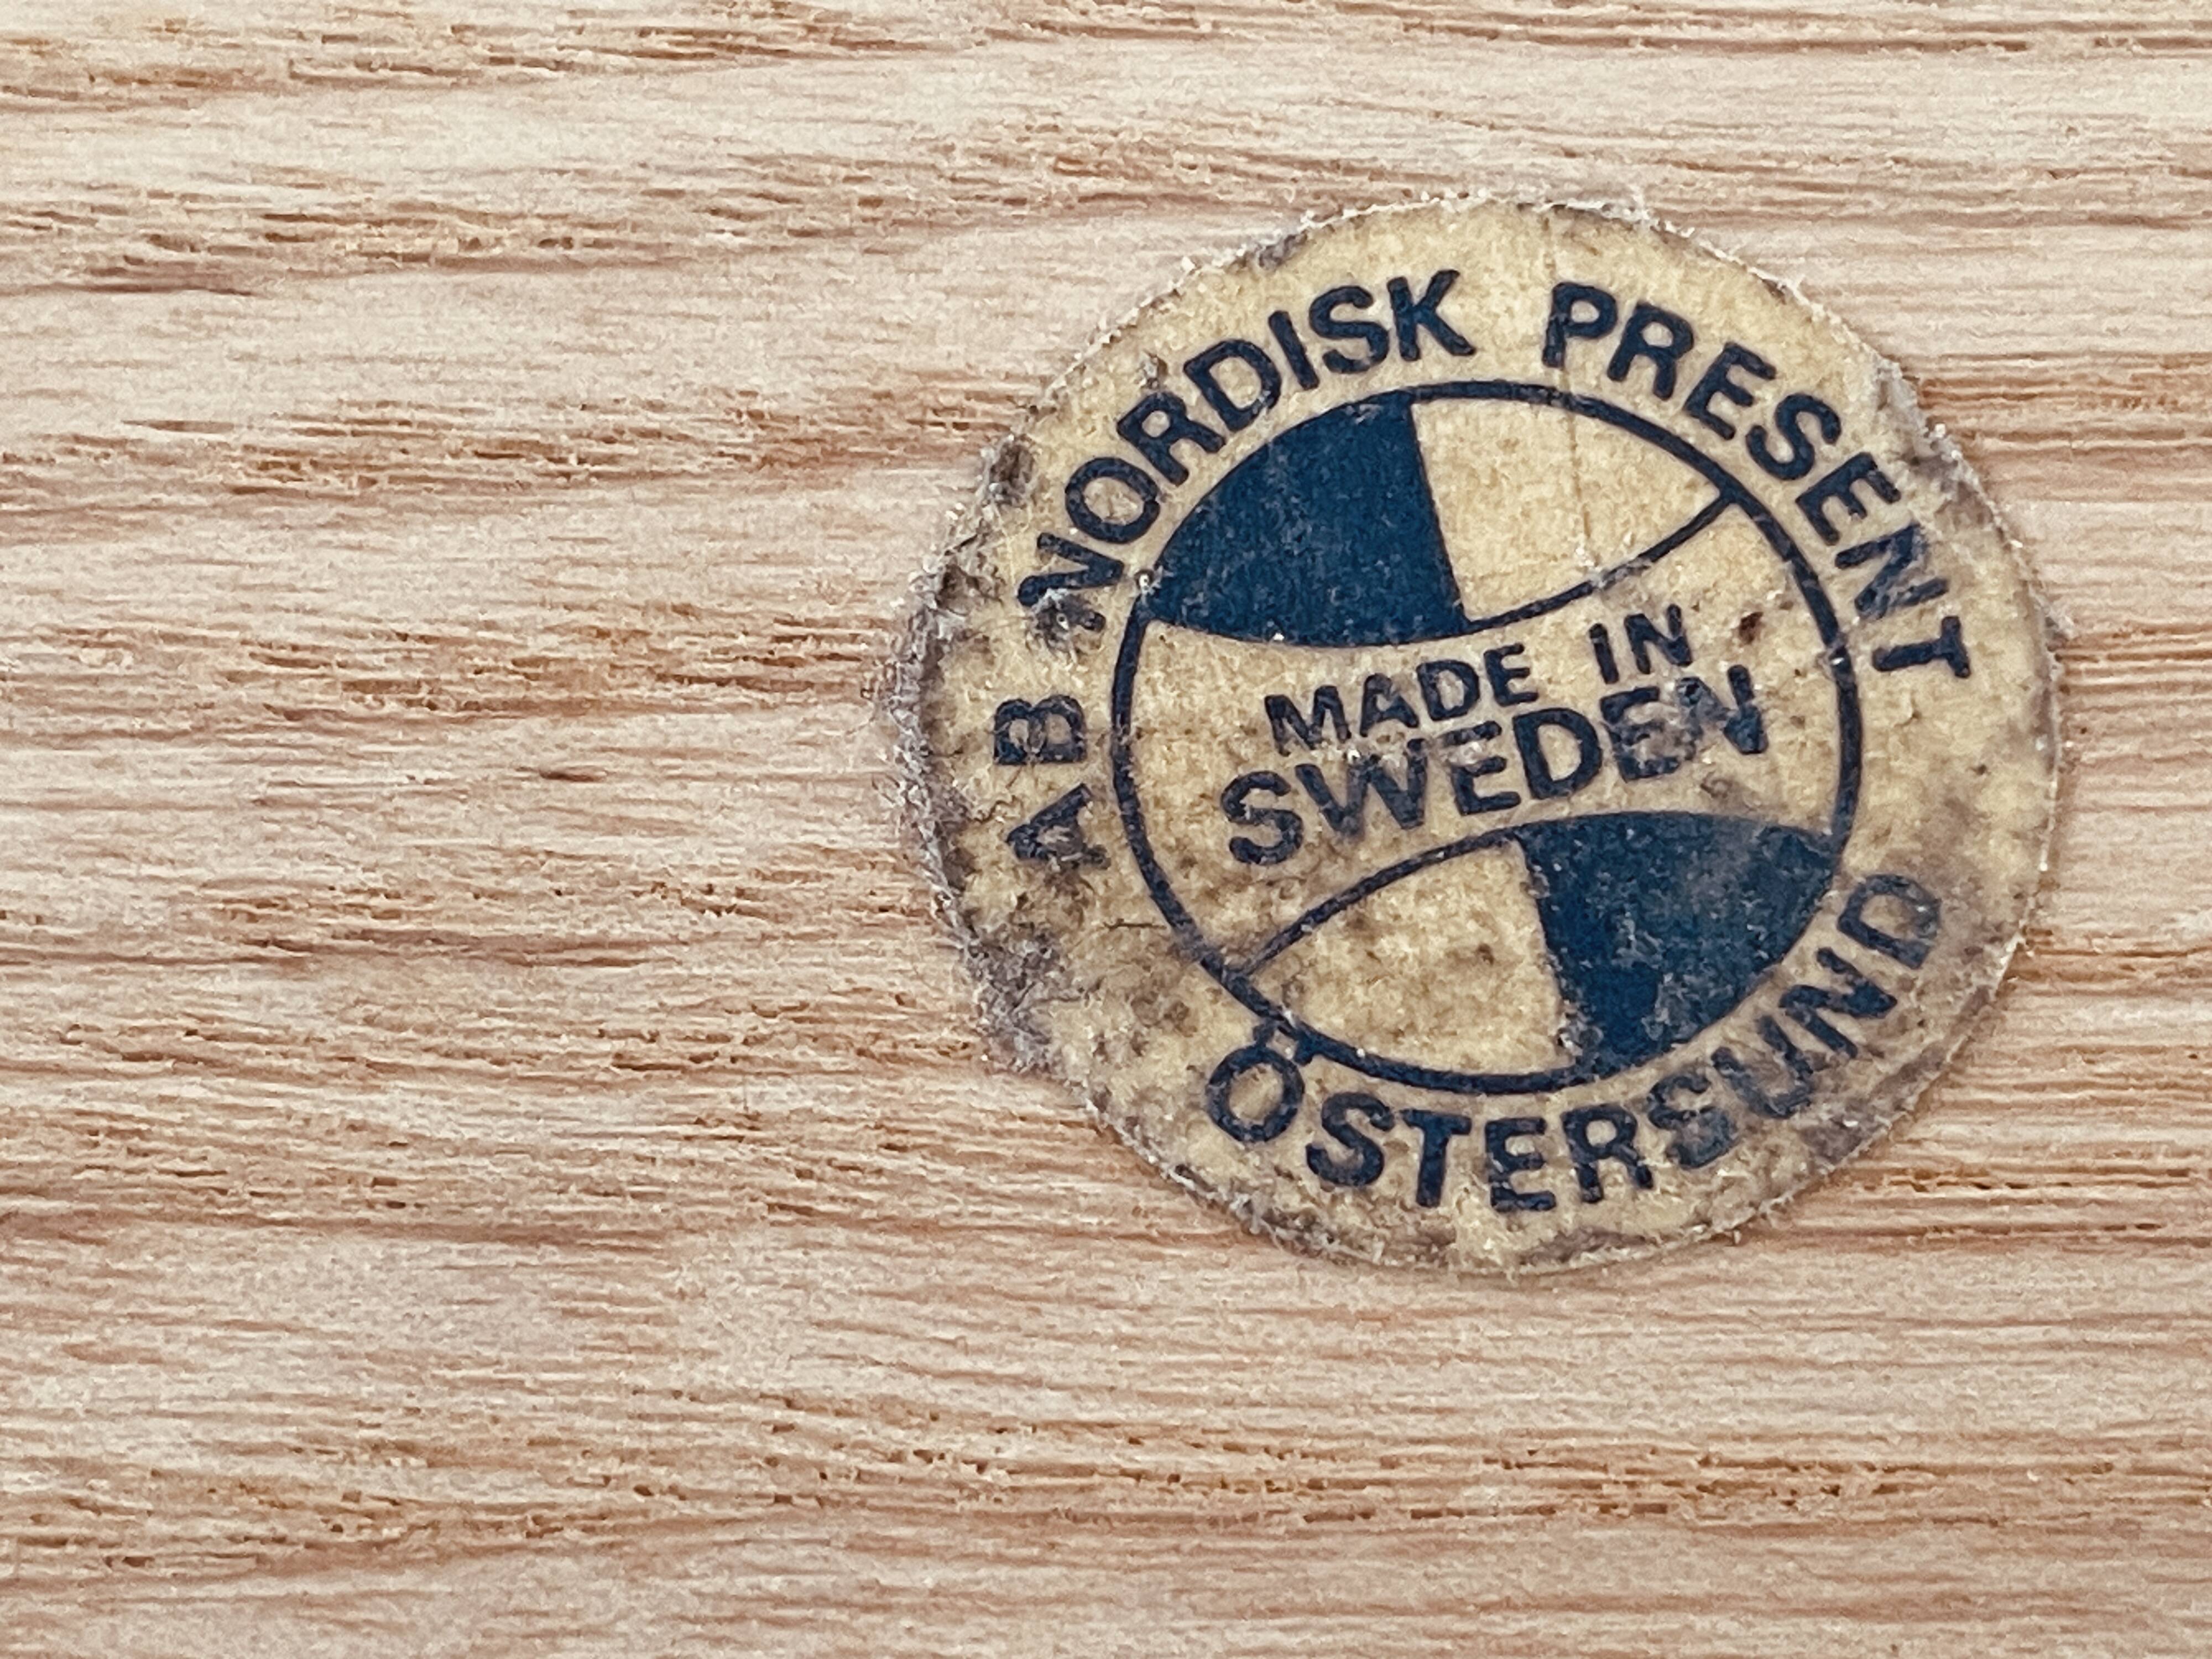 AB NORDISK PRESENT
MADE IN
SWEDEN
ÖSTERSUND